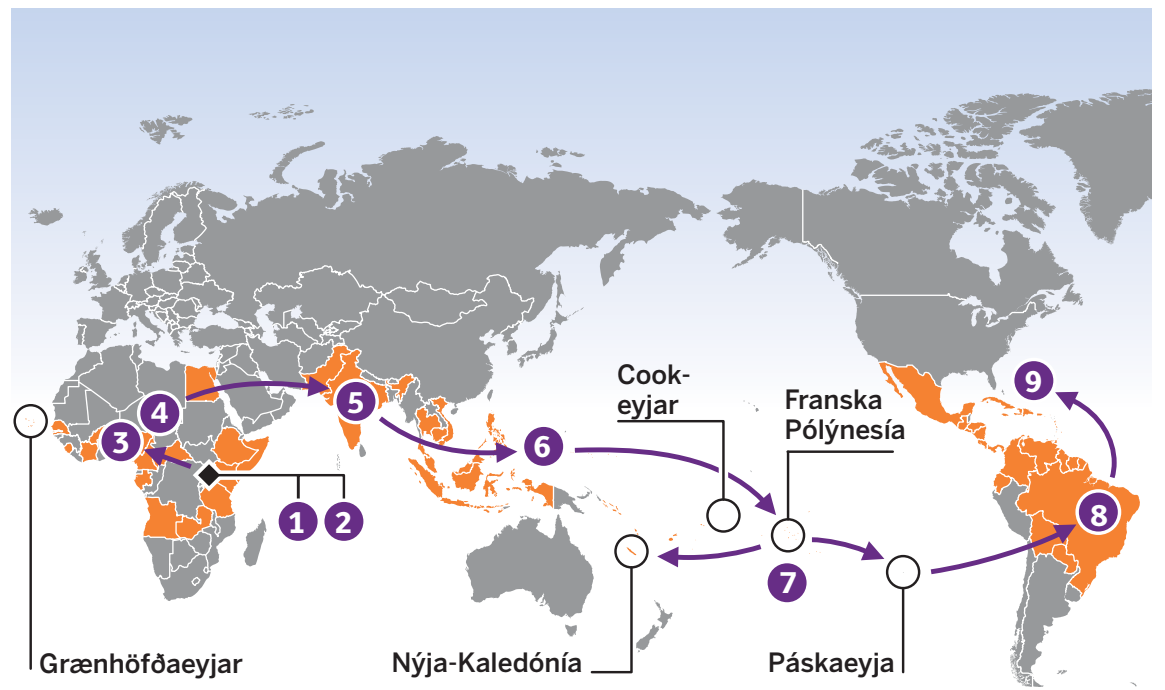 Cook-
eyjar
Franska
Pólýnesía
9
4
5
3
6
8
1 2
7
Grænhöfðaeyjar
Nýja-Kaledónía
Páskaeyja